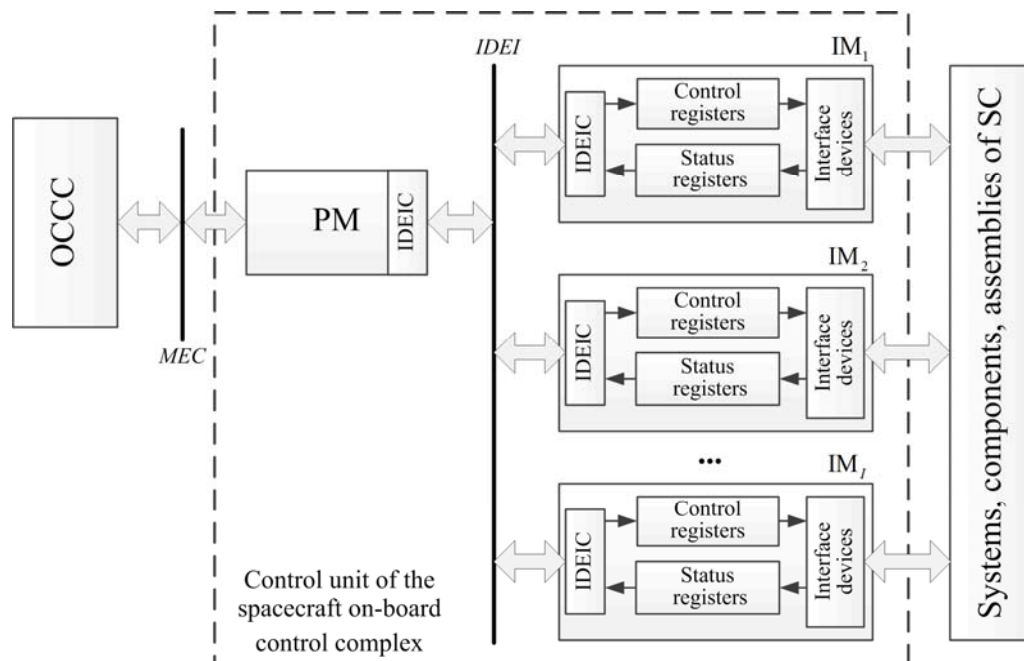 OCCC
MEC
PM
IDEIC
IDEI
IM1
IDEIC
Control
registers
Status
registers
Interface
devices
IM2
IDEIC
Control
registers
Status
registers
Interface
devices
...
IMI
IDEIC
Control
registers
Status
registers
Interface
devices
Systems, components, assemblies of SC
Control unit of the
spacecraft on-board
control complex